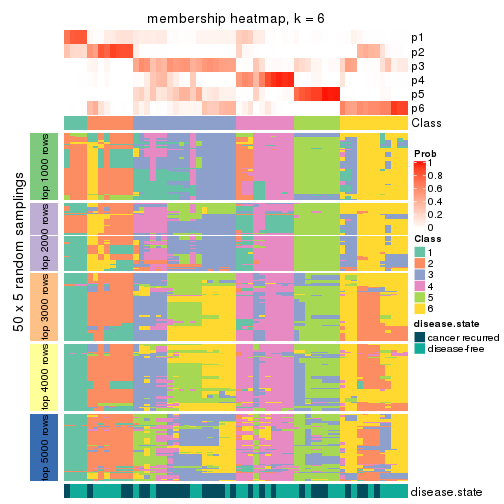 membership heatmap, k = 6
p1
p2
p3
p4
p5
p6
Class
50 x 5 random samplings
top 1000 rows
top 2000 rows
top 3000 rows
top 4000 rows
top 5000 rows
Prob
1
0.8
0.6
0.4
0.2
0
Class
1
2
3
4
5
6
disease.state
cancer recurred
disease-free
disease.state